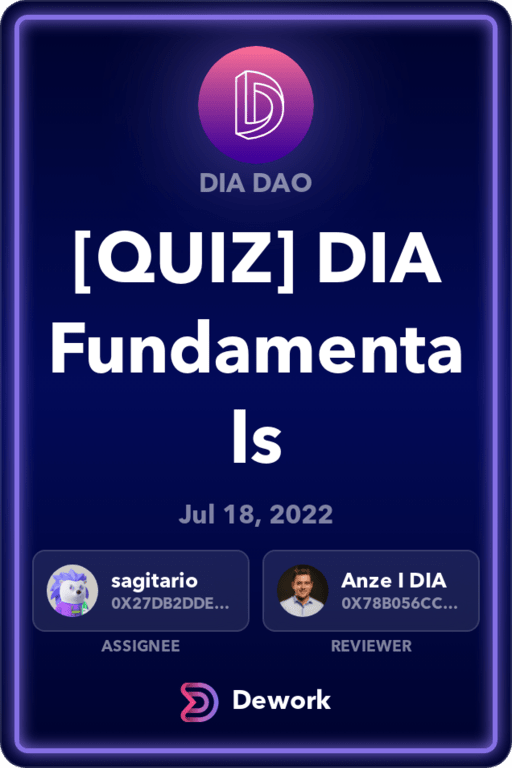 DIA DAO
[QUIZ] DIA
Fundamenta
ls
Jul 18, 2022
sagitario
0X27DB2DDE...
ASSIGNEE
Anze I DIA
0X78B056CC...
REVIEWER
Dework